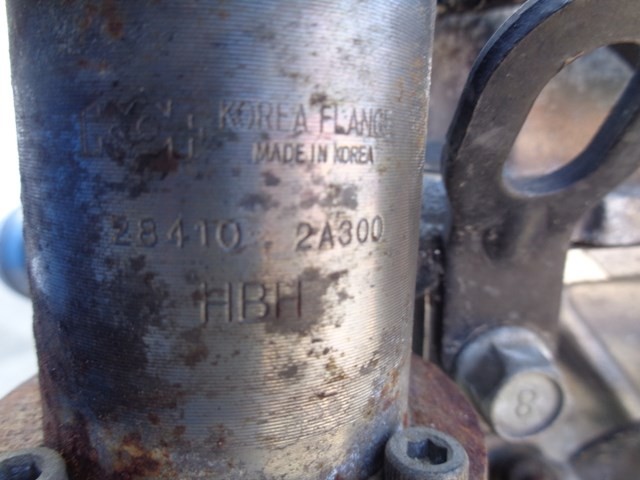 KOREA FLANGE
MADE IN KOREA
28410 2A300
HBH
8